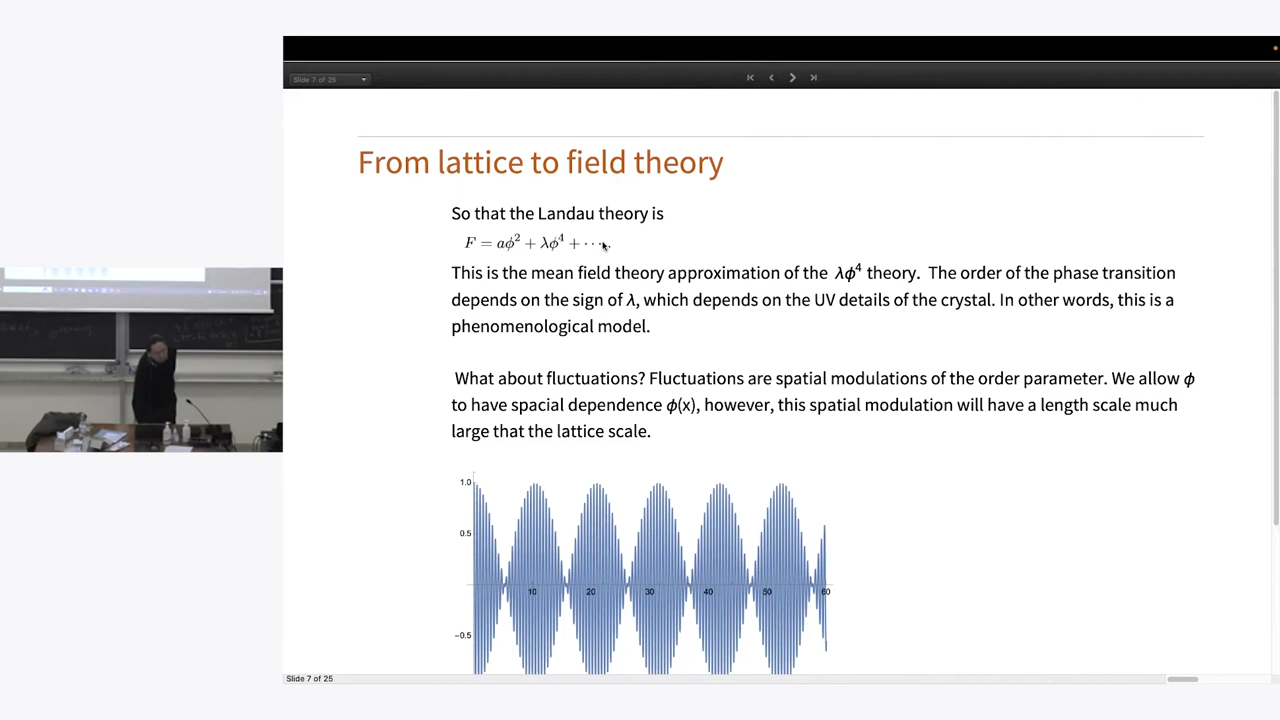 Slide 7 of 25
From lattice to field theory
So that the Landau theory is
F = aϕ² + λϕ⁴ + ⋯.
This is the mean field theory approximation of the λϕ⁴ theory. The order of the phase transition
depends on the sign of λ, which depends on the UV details of the crystal. In other words, this is a
phenomenological model.
What about fluctuations? Fluctuations are spatial modulations of the order parameter. We allow ϕ
to have spacial dependence ϕ(x), however, this spatial modulation will have a length scale much
large that the lattice scale.
1.0
0.5
10 20 30 40 50 60
-0.5
Slide 7 of 25